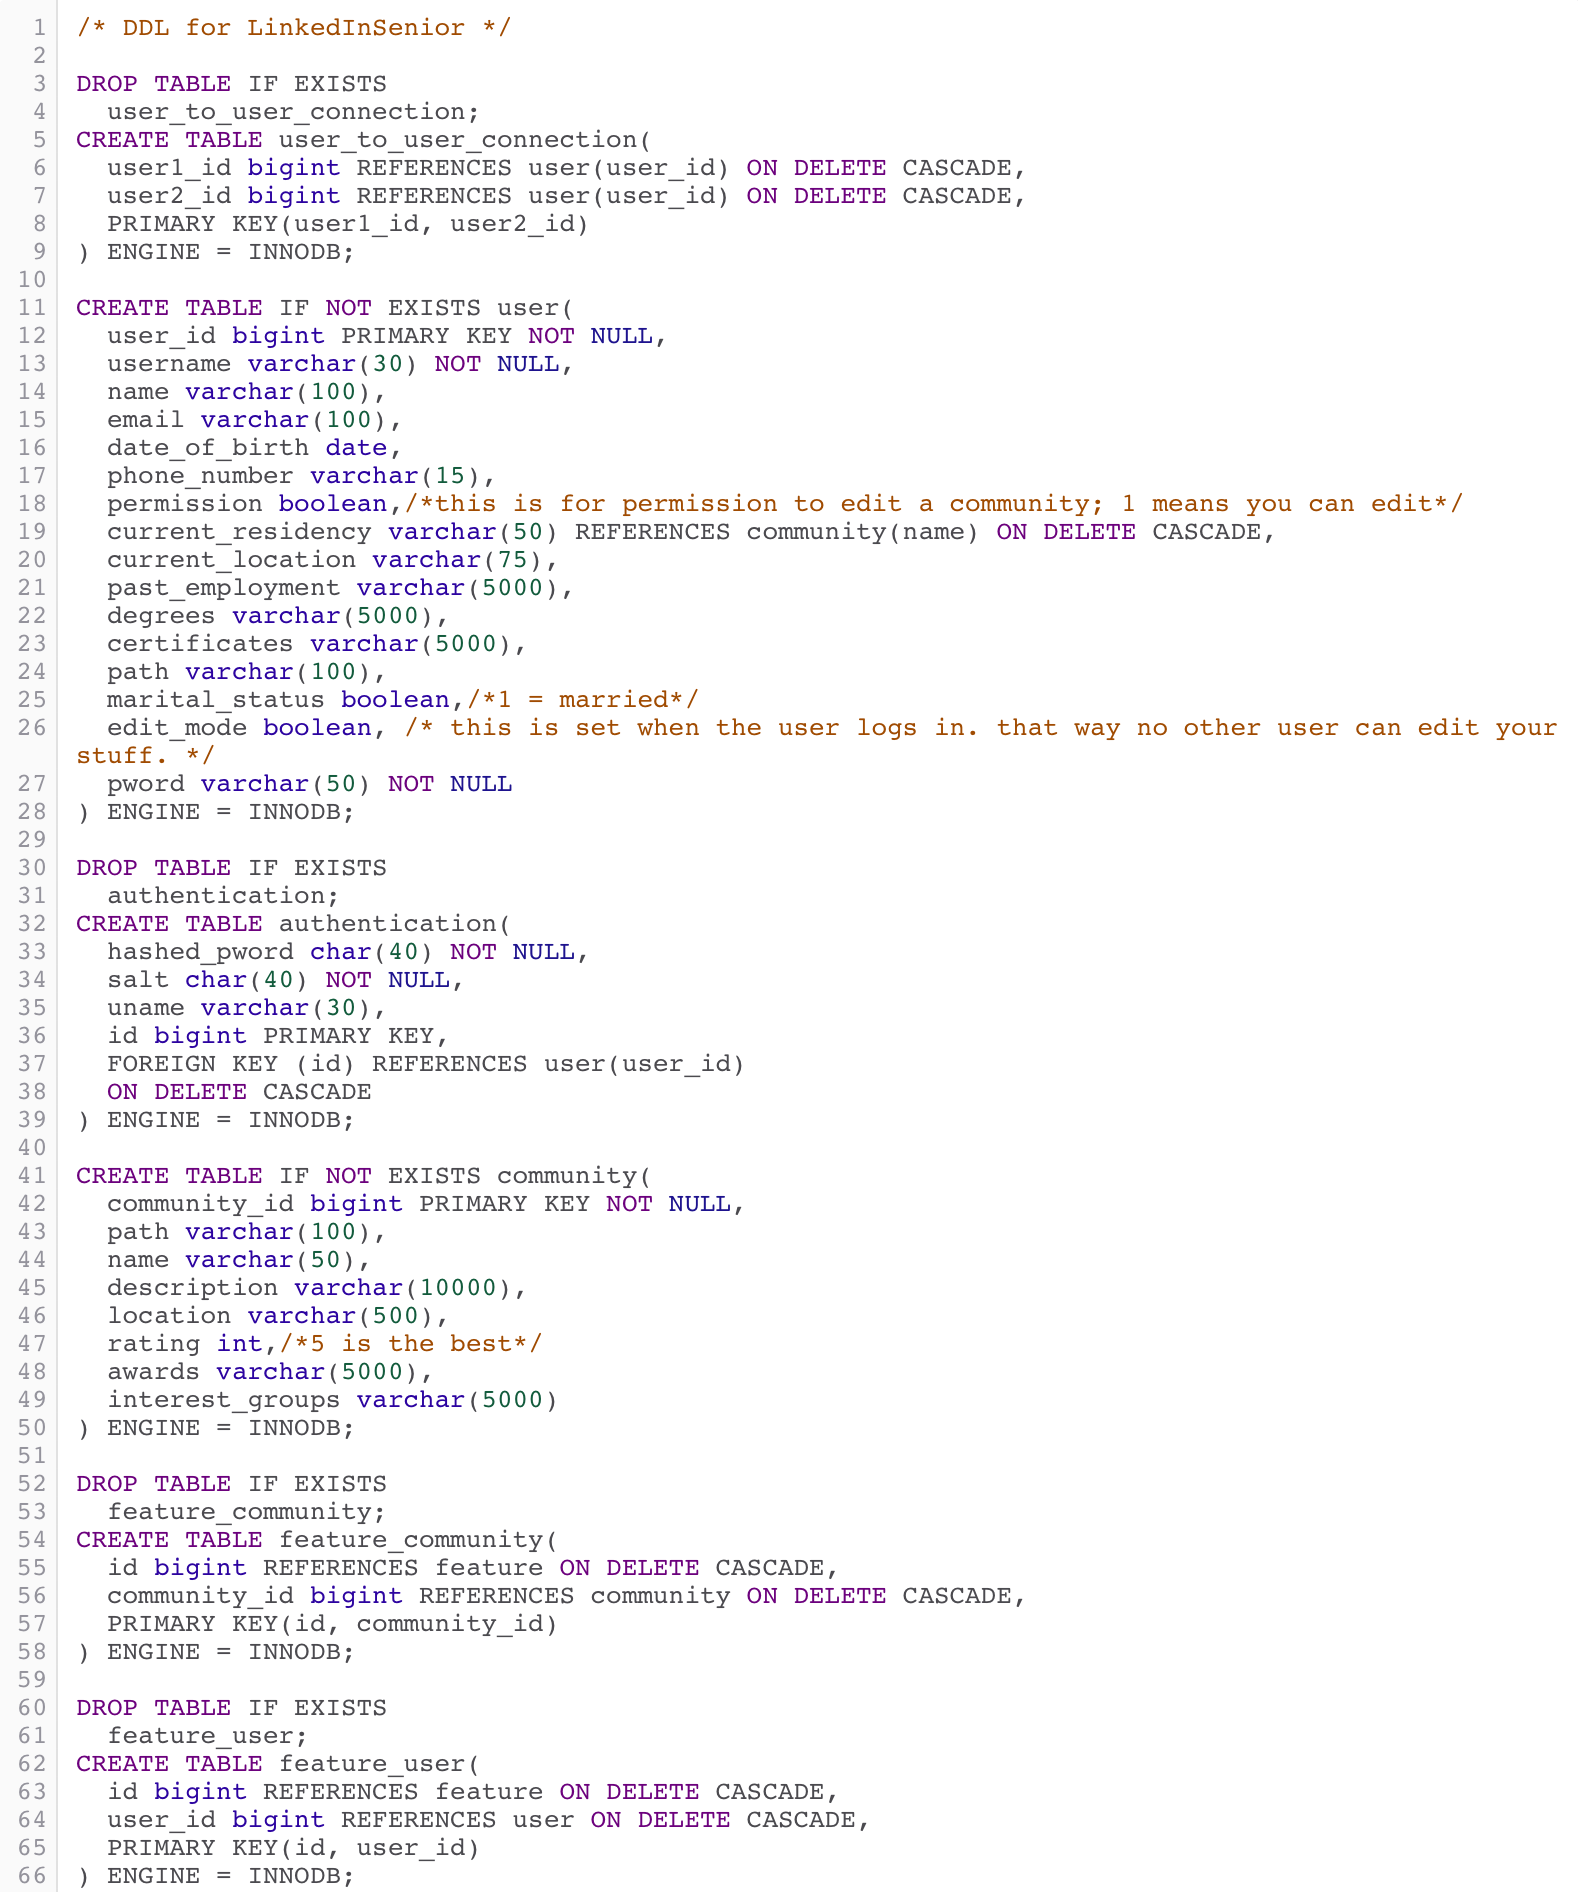 1 /* DDL for LinkedInSenior */
2
3 DROP TABLE IF EXISTS
4   user_to_user_connection;
5 CREATE TABLE user_to_user_connection(
6   user1_id bigint REFERENCES user(user_id) ON DELETE CASCADE,
7   user2_id bigint REFERENCES user(user_id) ON DELETE CASCADE,
8   PRIMARY KEY(user1_id, user2_id)
9 ) ENGINE = INNODB;
10
11 CREATE TABLE IF NOT EXISTS user(
12   user_id bigint PRIMARY KEY NOT NULL,
13   username varchar(30) NOT NULL,
14   name varchar(100),
15   email varchar(100),
16   date_of_birth date,
17   phone_number varchar(15),
18   permission boolean,/*this is for permission to edit a community; 1 means you can edit*/
19   current_residency varchar(50) REFERENCES community(name) ON DELETE CASCADE,
20   current_location varchar(75),
21   past_employment varchar(5000),
22   degrees varchar(5000),
23   certificates varchar(5000),
24   path varchar(100),
25   marital_status boolean,/*1 = married*/
26   edit_mode boolean, /* this is set when the user logs in. that way no other user can edit your
stuff. */
27   pword varchar(50) NOT NULL
28 ) ENGINE = INNODB;
29
30 DROP TABLE IF EXISTS
31   authentication;
32 CREATE TABLE authentication(
33   hashed_pword char(40) NOT NULL,
34   salt char(40) NOT NULL,
35   uname varchar(30),
36   id bigint PRIMARY KEY,
37   FOREIGN KEY (id) REFERENCES user(user_id)
38   ON DELETE CASCADE
39 ) ENGINE = INNODB;
40
41 CREATE TABLE IF NOT EXISTS community(
42   community_id bigint PRIMARY KEY NOT NULL,
43   path varchar(100),
44   name varchar(50),
45   description varchar(10000),
46   location varchar(500),
47   rating int,/*5 is the best*/
48   awards varchar(5000),
49   interest_groups varchar(5000)
50 ) ENGINE = INNODB;
51
52 DROP TABLE IF EXISTS
53   feature_community;
54 CREATE TABLE feature_community(
55   id bigint REFERENCES feature ON DELETE CASCADE,
56   community_id bigint REFERENCES community ON DELETE CASCADE,
57   PRIMARY KEY(id, community_id)
58 ) ENGINE = INNODB;
59
60 DROP TABLE IF EXISTS
61   feature_user;
62 CREATE TABLE feature_user(
63   id bigint REFERENCES feature ON DELETE CASCADE,
64   user_id bigint REFERENCES user ON DELETE CASCADE,
65   PRIMARY KEY(id, user_id)
66 ) ENGINE = INNODB;